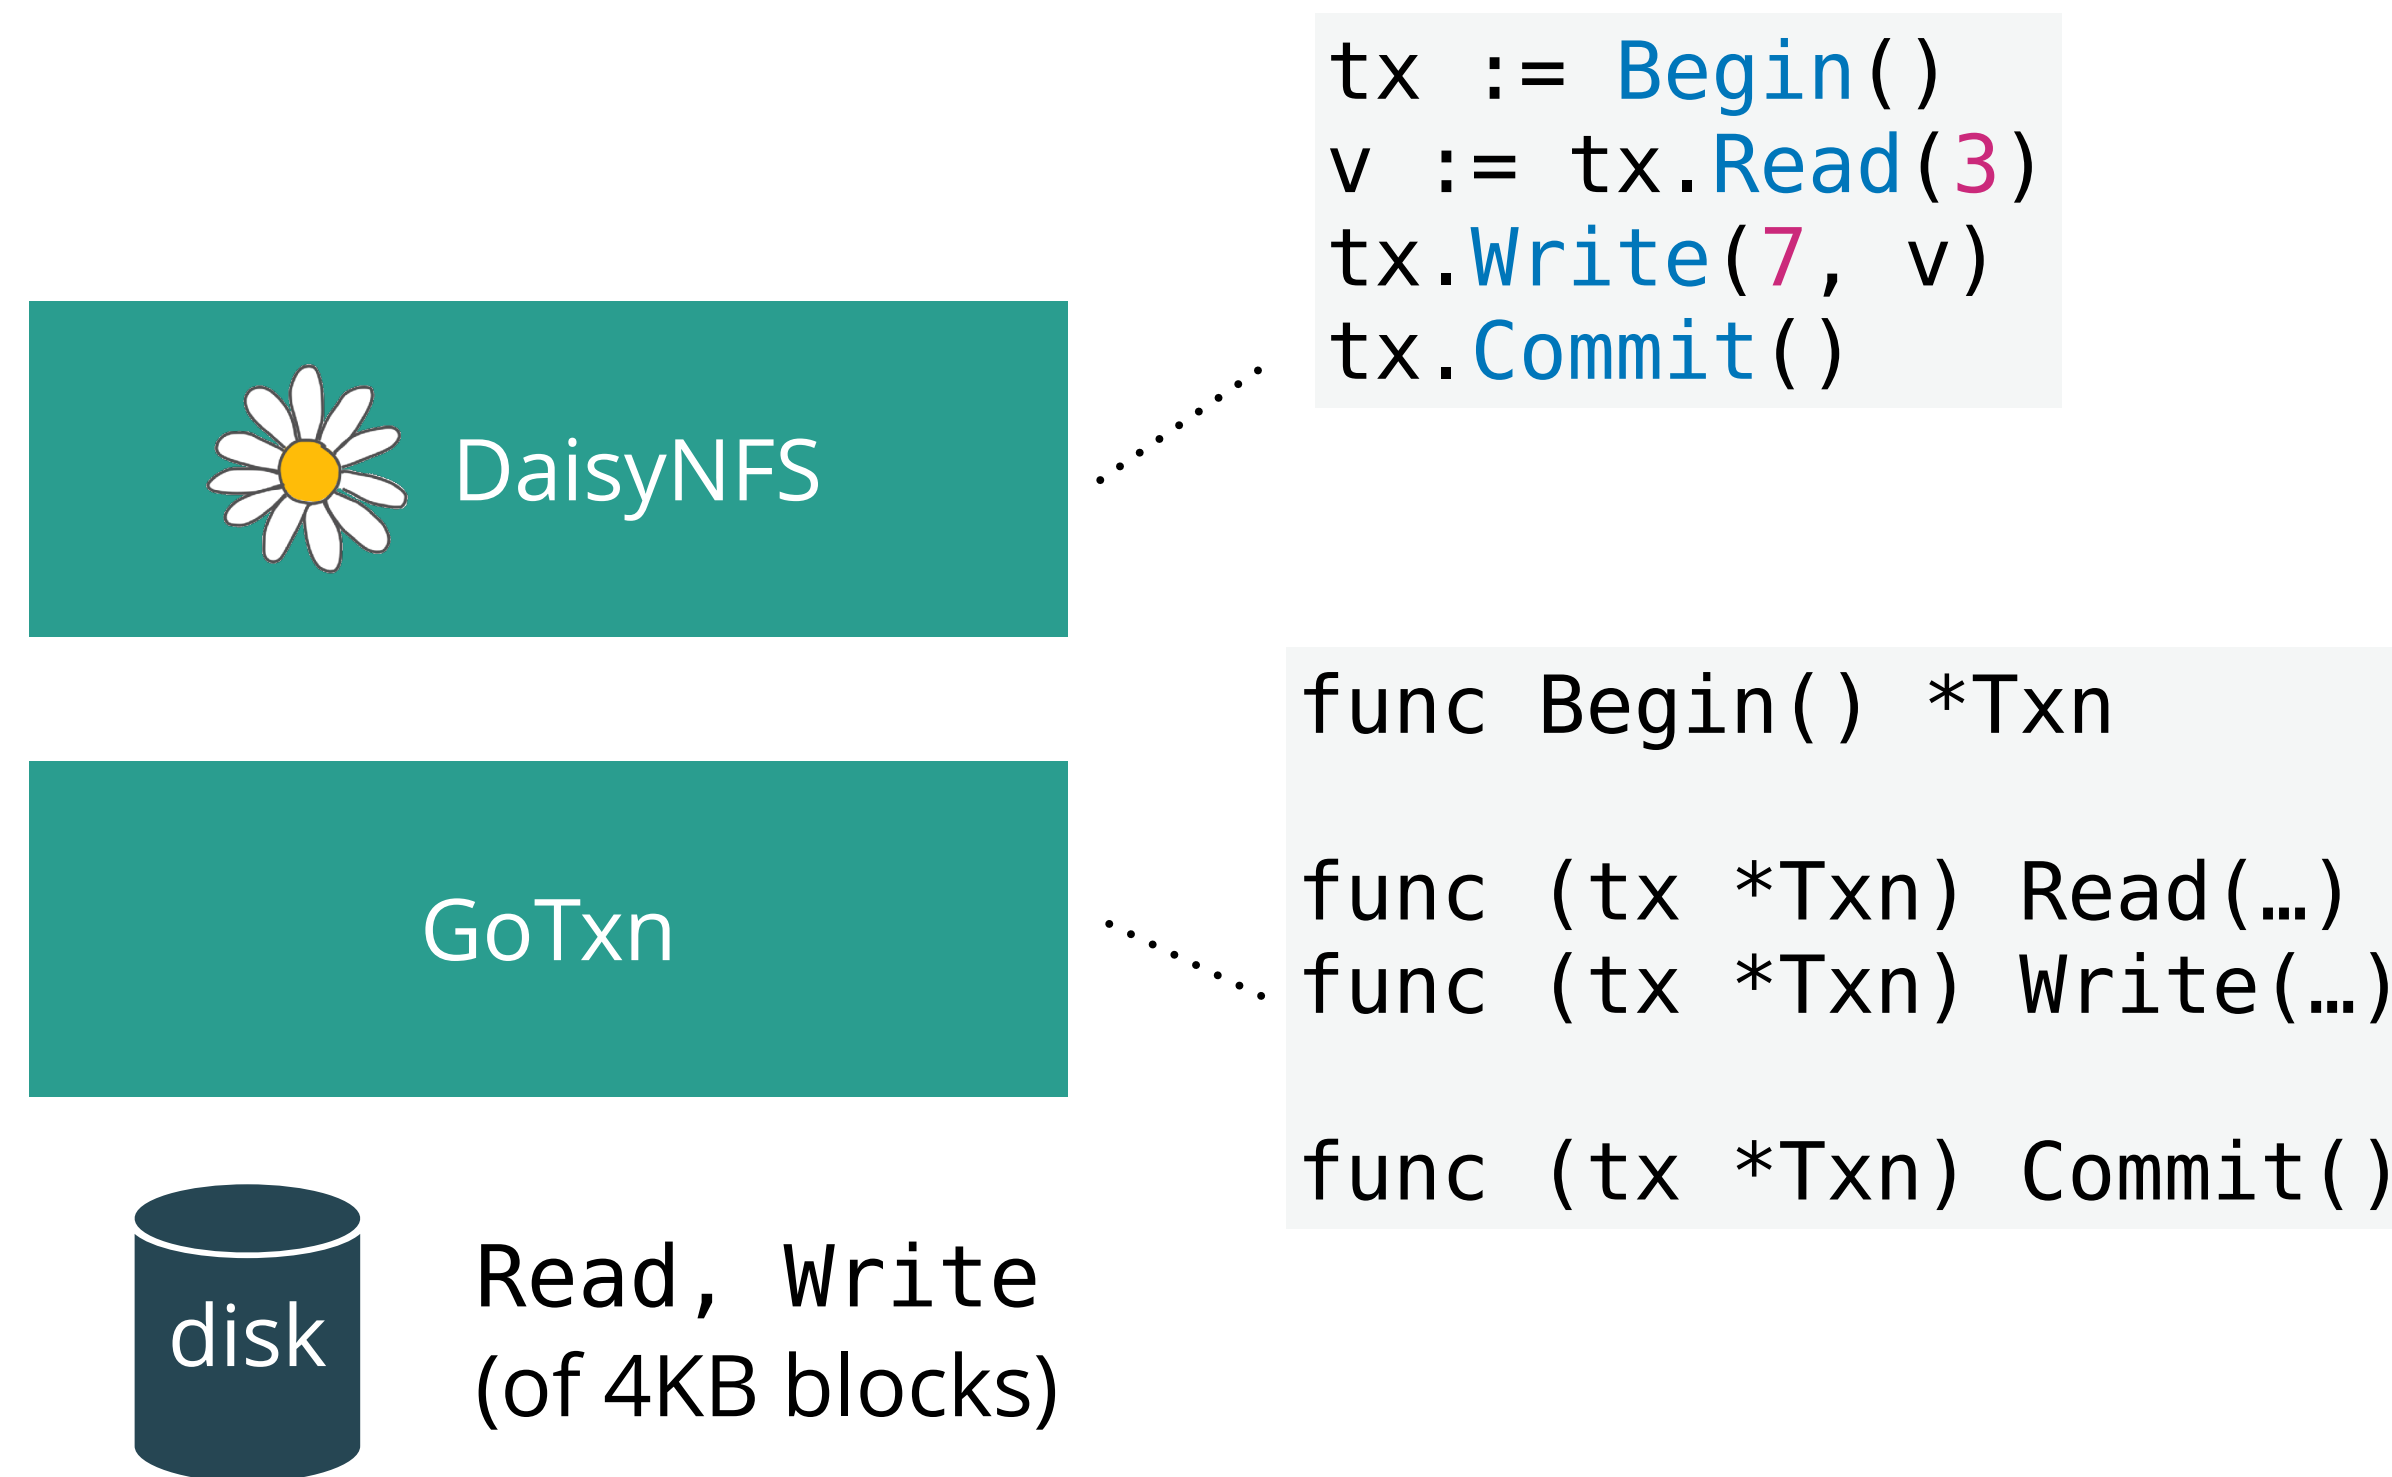 tx := Begin()
v := tx.Read(3)
tx.Write(7, v)
tx.Commit()
DaisyNFS
func Begin() *Txn
func (tx *Txn) Read(…)
func (tx *Txn) Write(…)
func (tx *Txn) Commit()
GoTxn
disk
Read, Write
(of 4KB blocks)